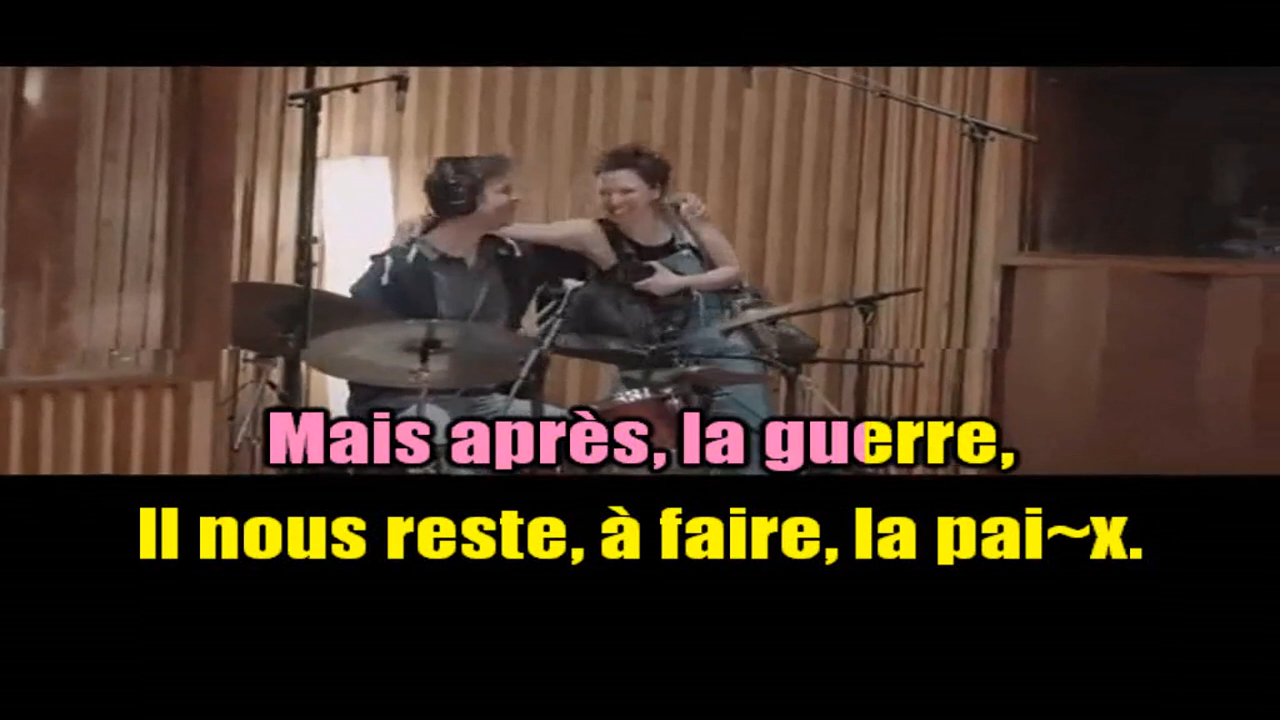 Mais après, la guerre,
Il nous reste, à faire, la pai~x.